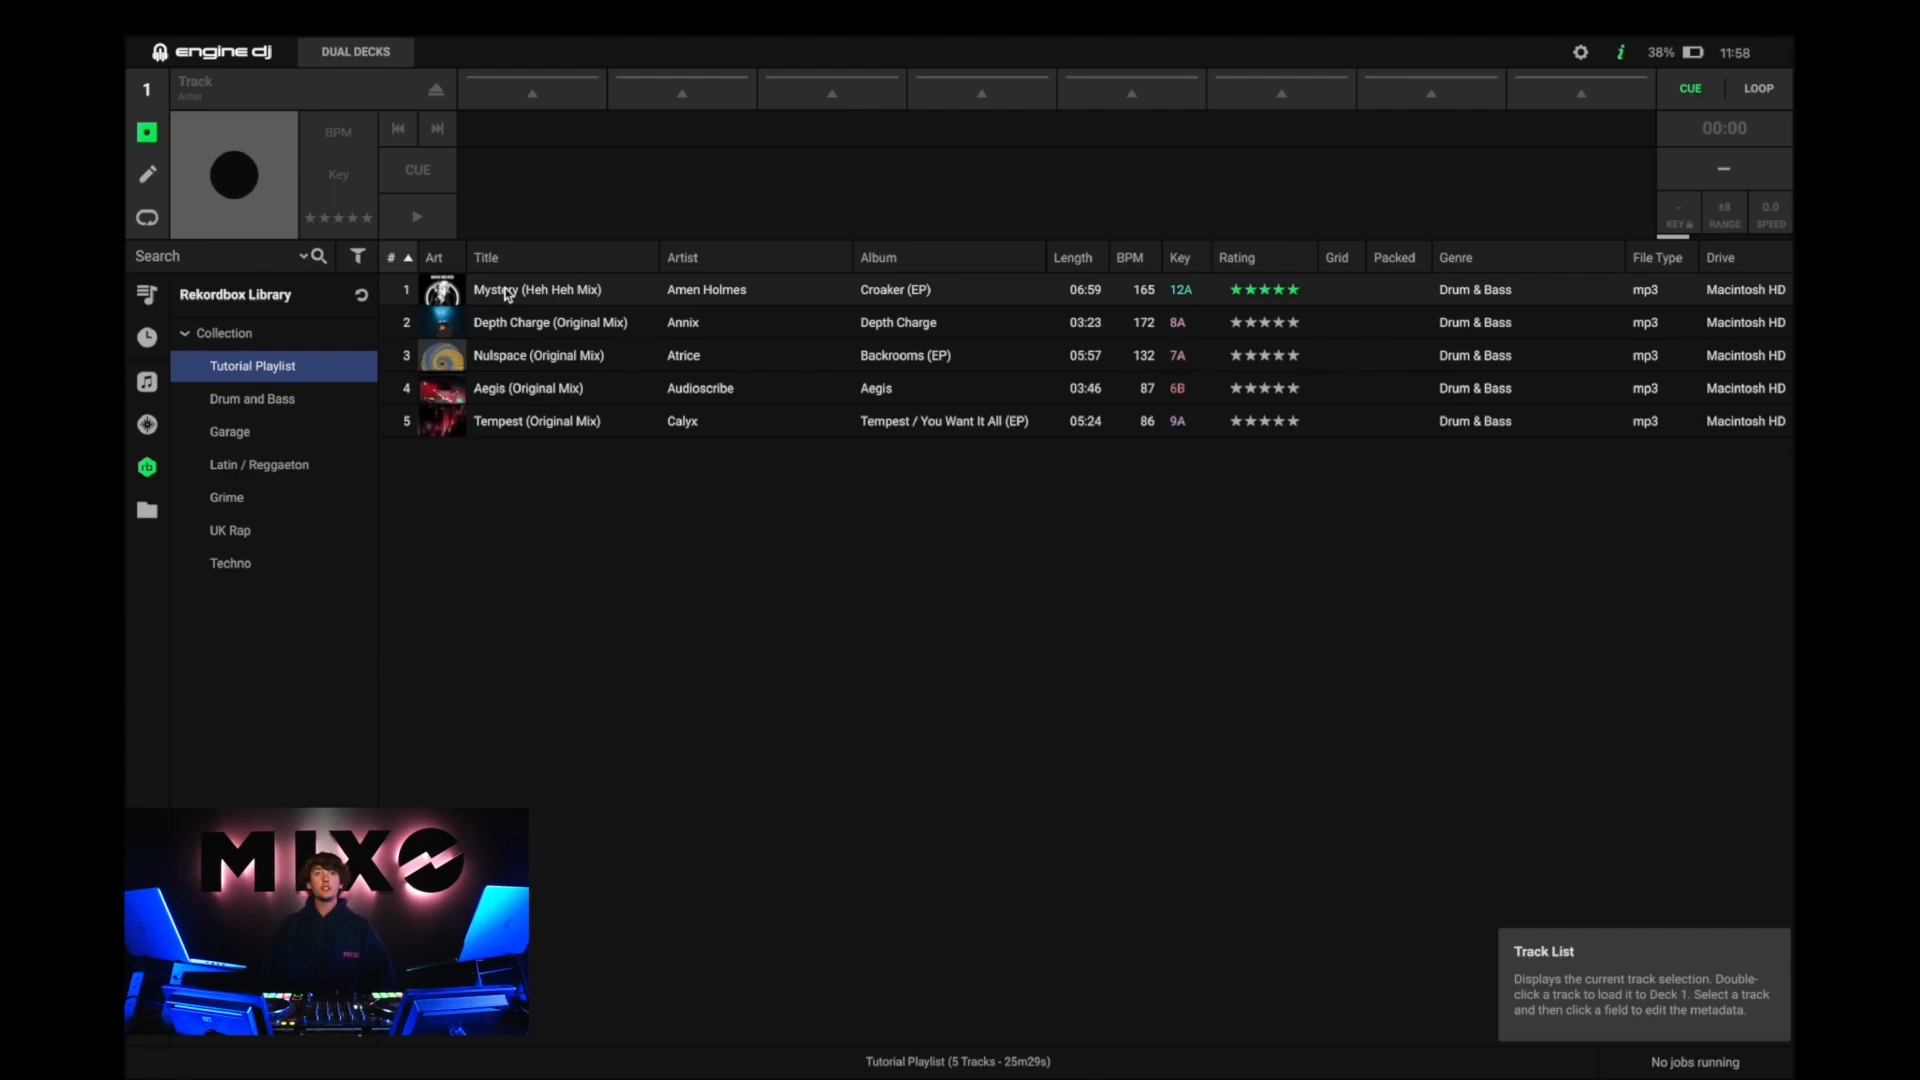 engine dj
DUAL DECKS
38%
11:58
1
Track
Artist
CUE
LOOP
BPM
00:00
CUE
Key
-
KEY
±8
RANGE
0.0
SPEED
Search
# Art Title Artist Album Length BPM Key Rating Grid Packed Genre File Type Drive
Rekordbox Library
Collection
Tutorial Playlist
Drum and Bass
Garage
Latin / Reggaeton
Grime
UK Rap
Techno
rb
1 Mystery (Heh Heh Mix) Amen Holmes Croaker (EP) 06:59 165 12A Drum & Bass mp3 Macintosh HD
2 Depth Charge (Original Mix) Annix Depth Charge 03:23 172 8A Drum & Bass mp3 Macintosh HD
3 Nulspace (Original Mix) Atrice Backrooms (EP) 05:57 132 7A Drum & Bass mp3 Macintosh HD
4 Aegis (Original Mix) Audioscribe Aegis 03:46 87 6B Drum & Bass mp3 Macintosh HD
5 Tempest (Original Mix) Calyx Tempest / You Want It All (EP) 05:24 86 9A Drum & Bass mp3 Macintosh HD
MIXO
Track List
Displays the current track selection. Double-
click a track to load it to Deck 1. Select a track
and then click a field to edit the metadata.
Tutorial Playlist (5 Tracks - 25m29s)
No jobs running